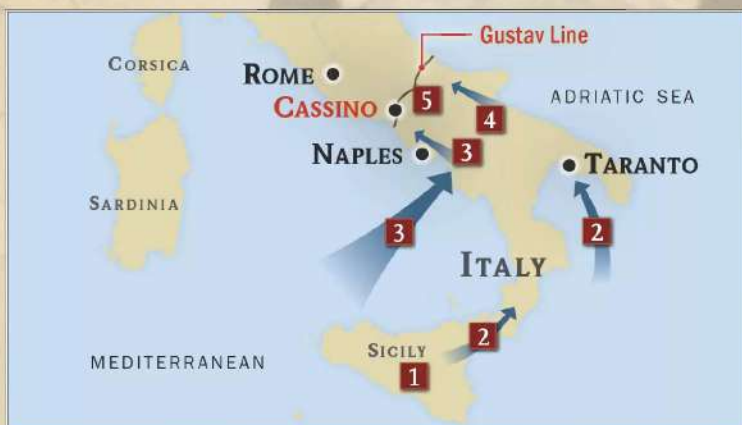 Gustav Line
CORSICA
ROME
CASSINO
5
ADRIATIC SEA
4
NAPLES
3
TARANTO
SARDINIA
3
2
ITALY
2
MEDITERRANEAN
SICILY
1